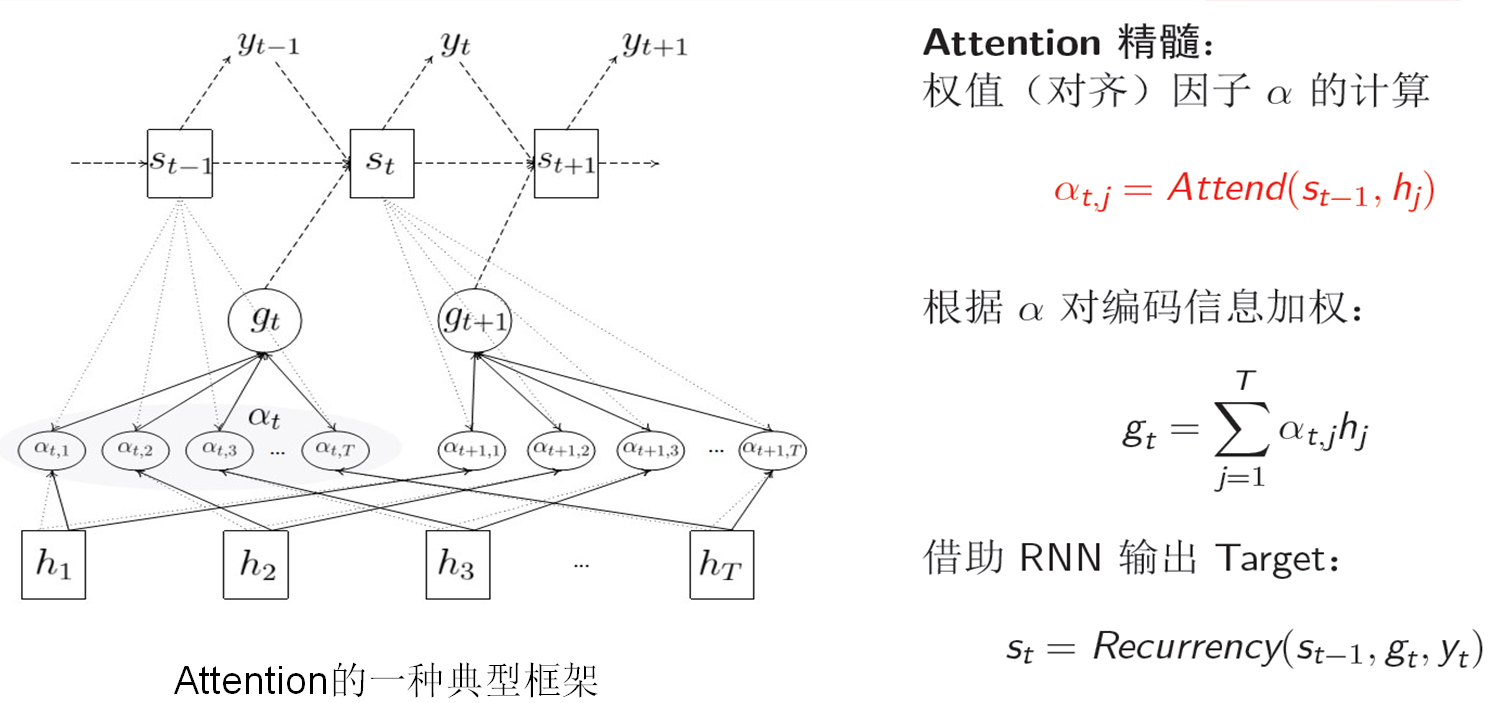 y_{t−1} y_t y_{t+1}
s_{t−1} s_t s_{t+1}
g_t g_{t+1}
α_t
α_{t,1} α_{t,2} α_{t,3} ... α_{t,T} α_{t+1,1} α_{t+1,2} α_{t+1,3} ... α_{t+1,T}
h_1 h_2 h_3 ... h_T
Attention的一种典型框架
Attention 精髓：
权值（对齐）因子 α 的计算
α_{t,j} = Attend(s_{t−1}, h_j)
根据 α 对编码信息加权：
g_t = ∑_{j=1}^{T} α_{t,j}h_j
借助 RNN 输出 Target：
s_t = Recurrency(s_{t−1}, g_t, y_t)